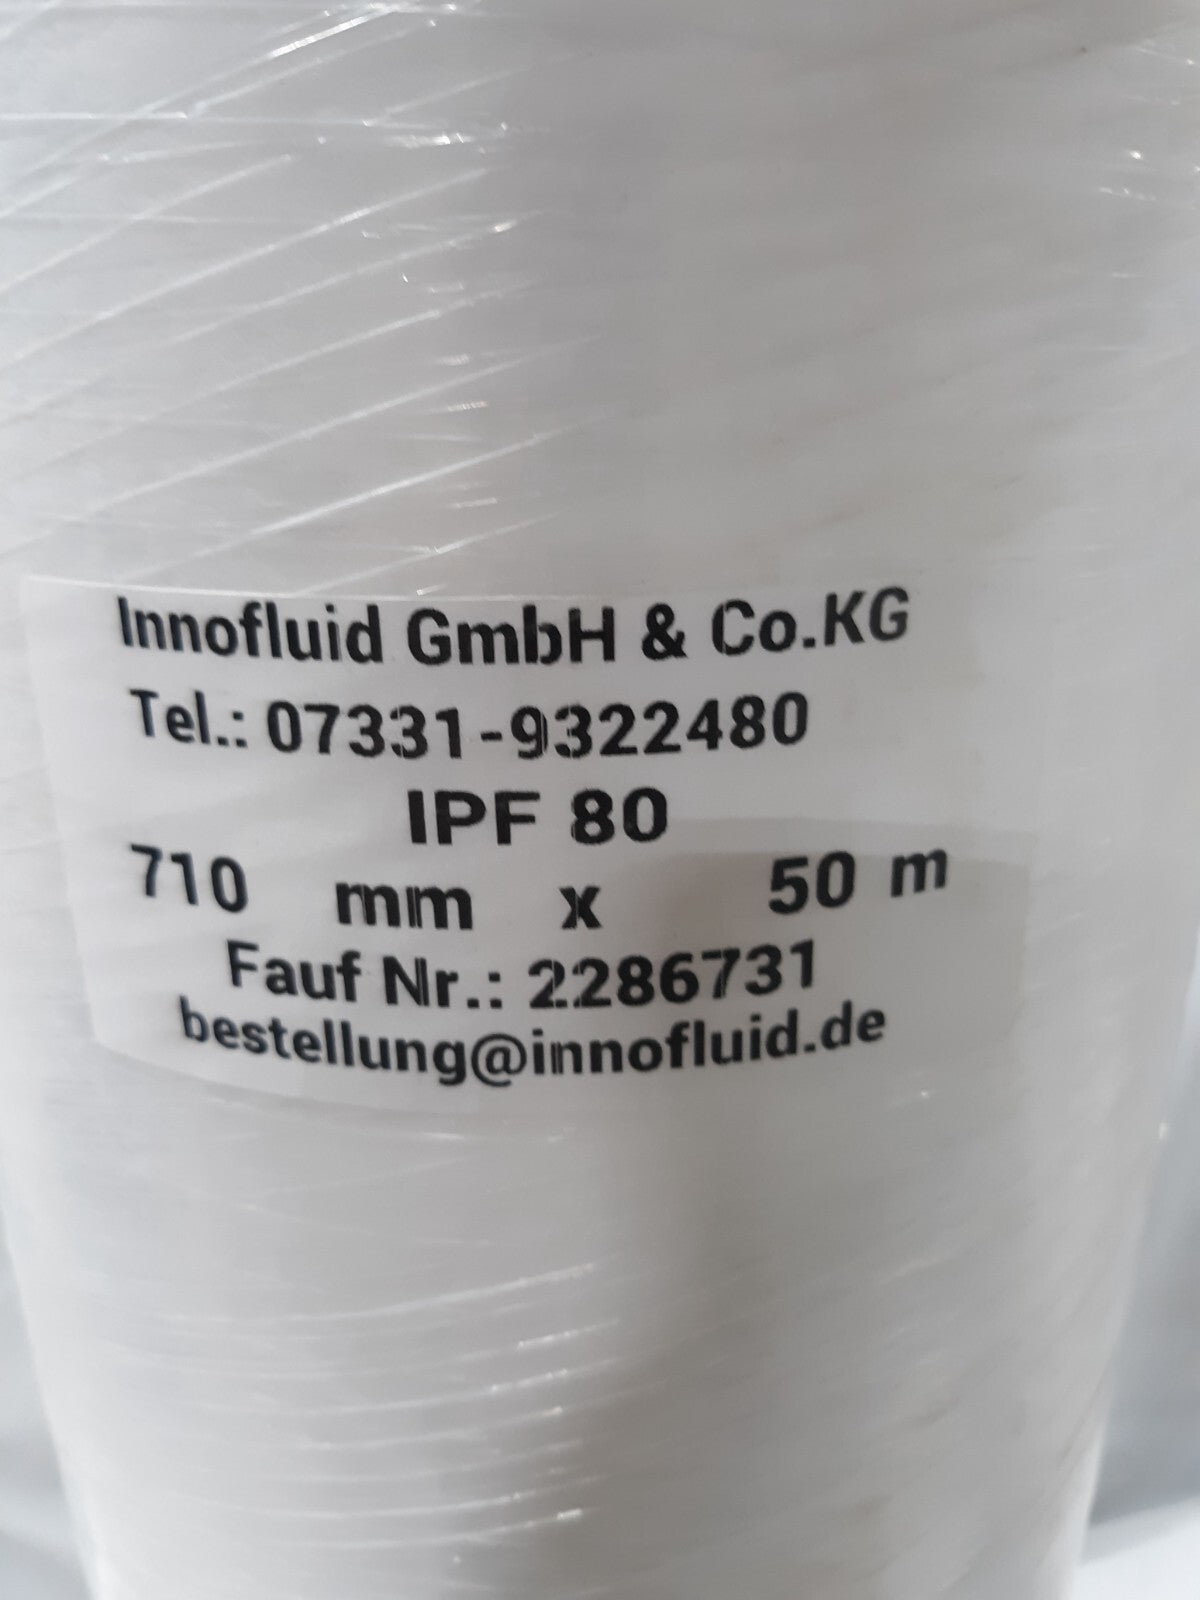 Innofluid GmbH & Co.KG
Tel.: 07331-9322480
IPF 80
710 mm x 50 m
Fauf Nr.: 2286731
bestellung@innofluid.de